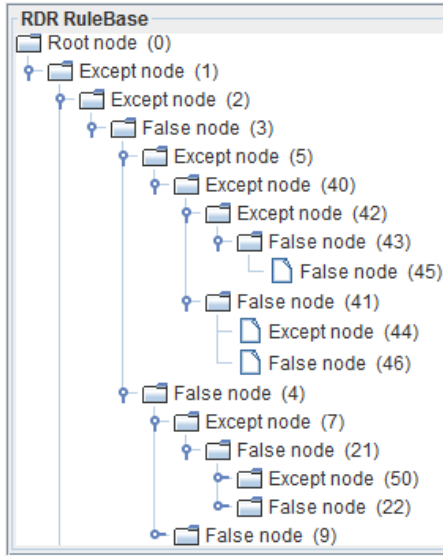 RDR RuleBase
Root node (0)
Except node (1)
Except node (2)
False node (3)
Except node (5)
Except node (40)
Except node (42)
False node (43)
False node (45)
False node (41)
Except node (44)
False node (46)
False node (4)
Except node (7)
False node (21)
Except node (50)
False node (22)
False node (9)